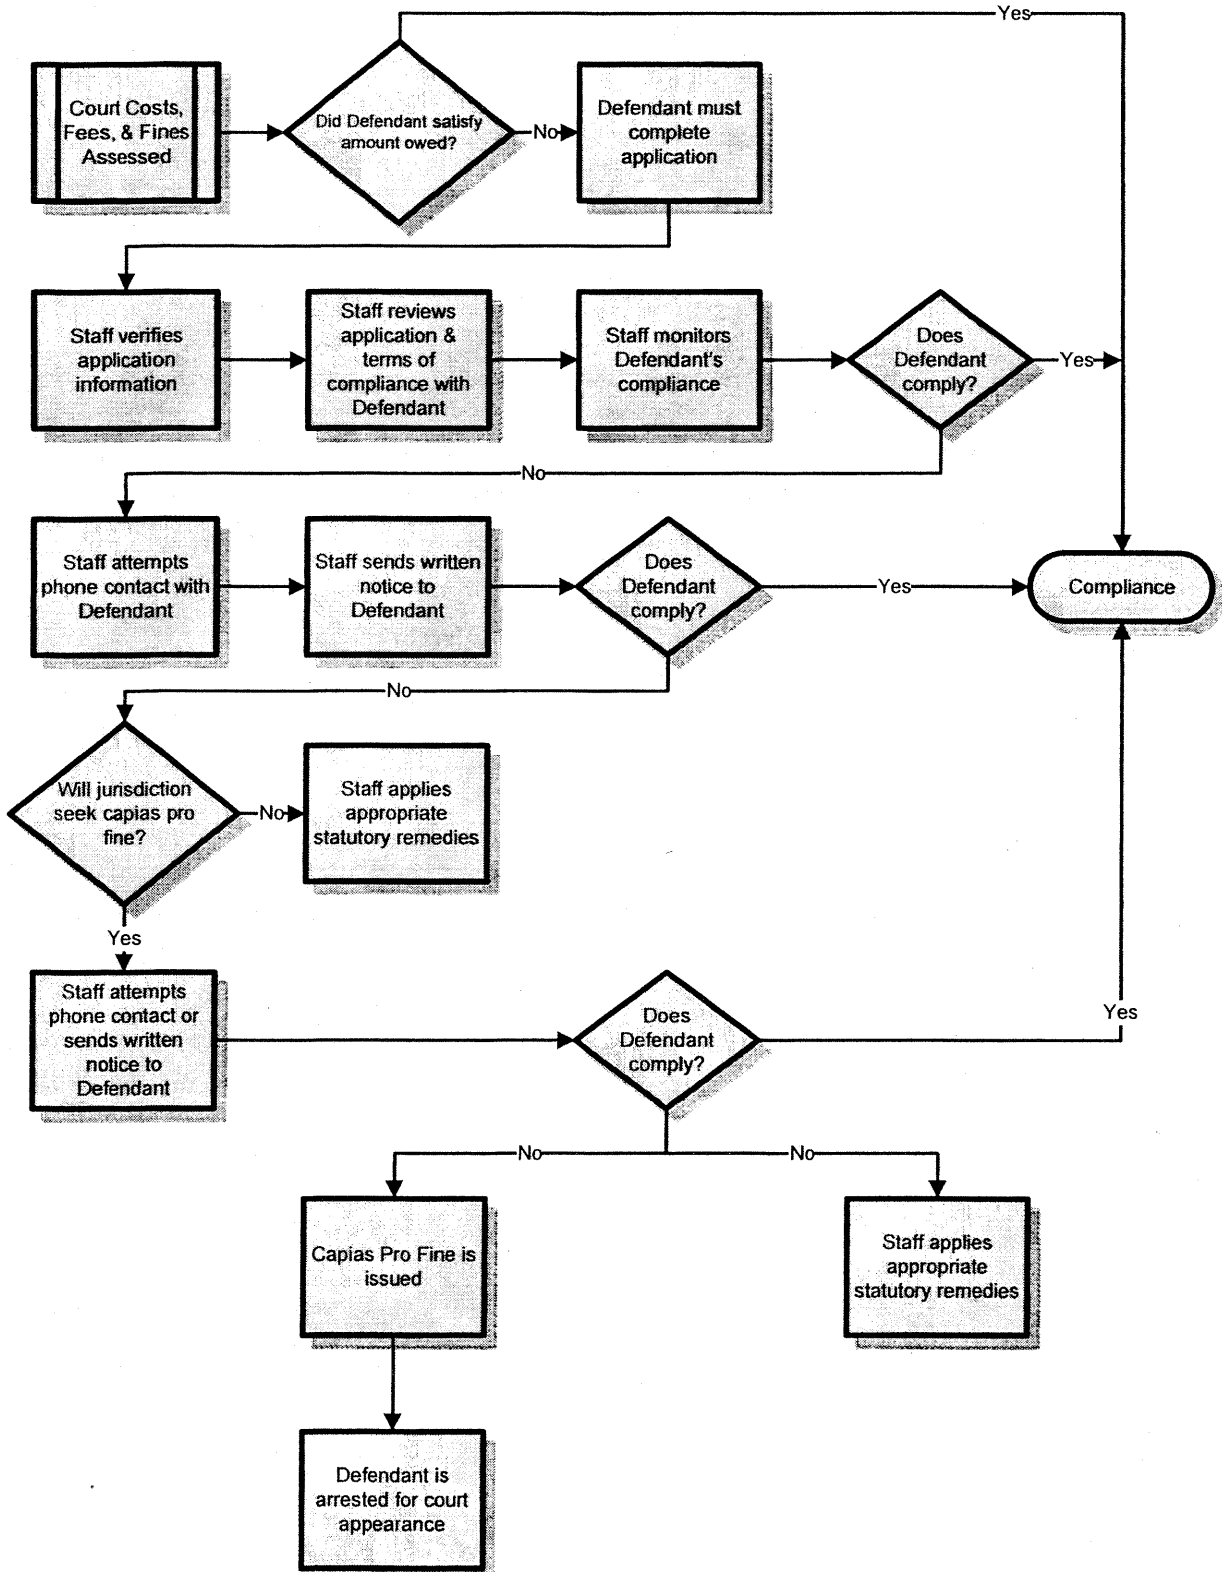 Yes
Court Costs,
Fees, & Fines
Assessed
Did Defendant satisfy
amount owed?
No
Defendant must
complete
application
Staff verifies
application
information
Staff reviews
application &
terms of
compliance with
Defendant
Staff monitors
Defendant's
compliance
Does
Defendant
comply?
Yes
No
Staff attempts
phone contact with
Defendant
Staff sends written
notice to
Defendant
Does
Defendant
comply?
Yes
Compliance
No
Will jurisdiction
seek capias pro
fine?
No
Staff applies
appropriate
statutory remedies
Yes
Staff attempts
phone contact or
sends written
notice to
Defendant
Does
Defendant
comply?
Yes
No
No
Capias Pro Fine is
issued
Staff applies
appropriate
statutory remedies
Defendant is
arrested for court
appearance